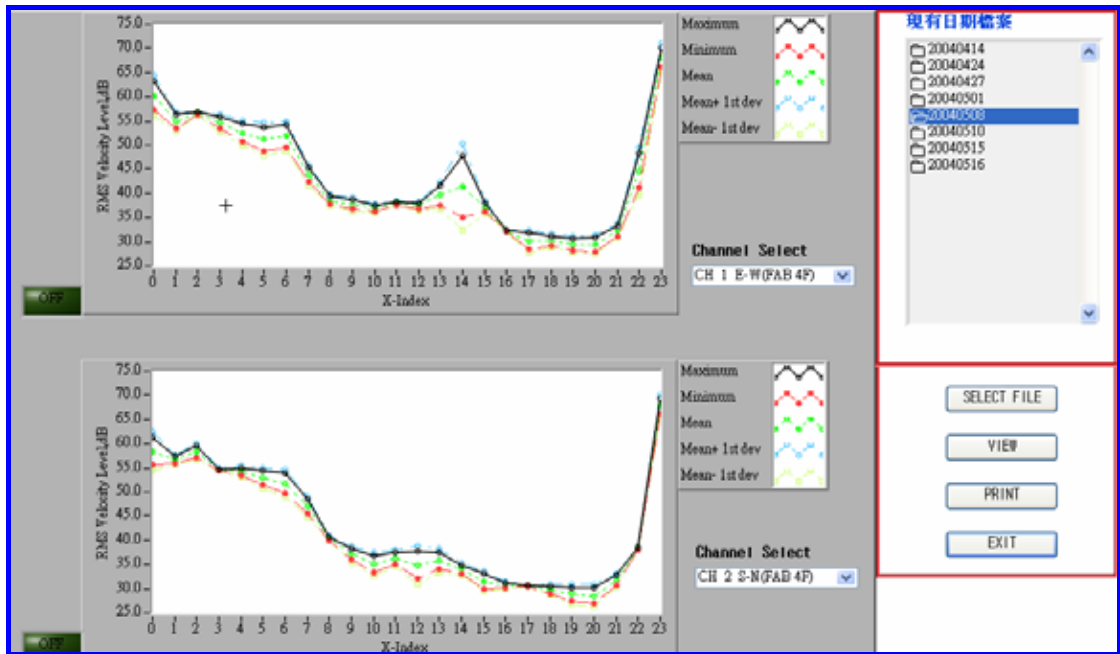 75.0
70.0
65.0
60.0
55.0
50.0
45.0
40.0
35.0
30.0
25.0
RMS Velocity Level,dB
0 1 2 3 4 5 6 7 8 9 10 11 12 13 14 15 16 17 18 19 20 21 22 23
X-Index
OFF
Maximum
Minimum
Mean
Mean+ 1st dev
Mean- 1st dev
Channel Select
CH 1 E-W(FAB 4F)
75.0
70.0
65.0
60.0
55.0
50.0
45.0
40.0
35.0
30.0
25.0
RMS Velocity Level,dB
0 1 2 3 4 5 6 7 8 9 10 11 12 13 14 15 16 17 18 19 20 21 22 23
X-Index
OFF
Maximum
Minimum
Mean
Mean+ 1st dev
Mean- 1st dev
Channel Select
CH 2 S-N(FAB 4F)
現有日期檔案
20040414
20040424
20040427
20040501
20040508
20040510
20040515
20040516
SELECT FILE
VIEW
PRINT
EXIT